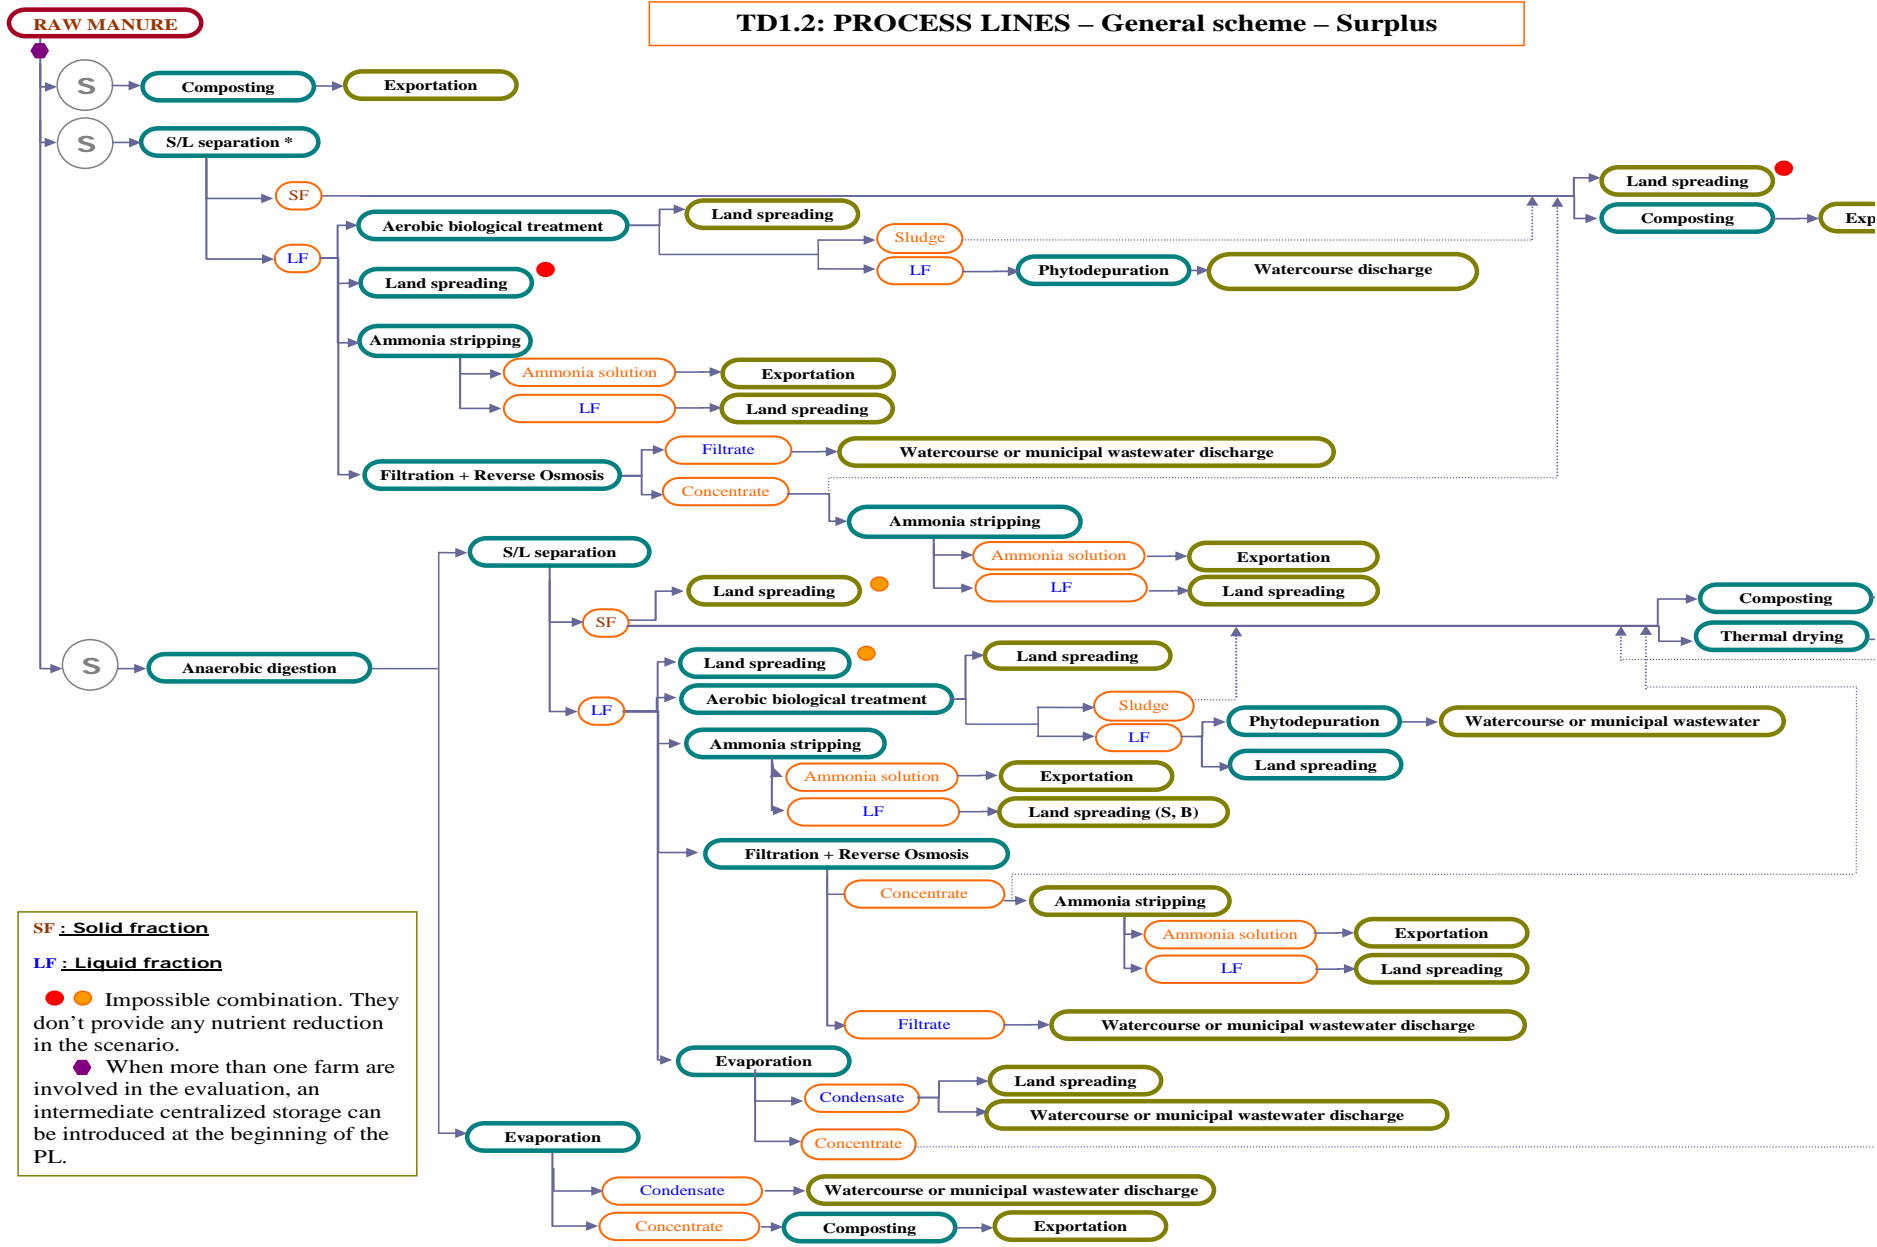 RAW MANURE
TD1.2: PROCESS LINES – General scheme – Surplus
S
Composting
Exportation
S
S/L separation *
SF
Land spreading
Composting
Exp
Aerobic biological treatment
Land spreading
Sludge
LF
Phytodepuration
Watercourse discharge
LF
Land spreading
Ammonia stripping
Ammonia solution
Exportation
LF
Land spreading
Filtration + Reverse Osmosis
Filtrate
Watercourse or municipal wastewater discharge
Concentrate
Ammonia stripping
Ammonia solution
Exportation
LF
Land spreading
S
Anaerobic digestion
S/L separation
SF
Land spreading
Composting
Thermal drying
LF
Land spreading
Aerobic biological treatment
Land spreading
Sludge
LF
Phytodepuration
Watercourse or municipal wastewater
Land spreading
Ammonia stripping
Ammonia solution
Exportation
LF
Land spreading (S, B)
Filtration + Reverse Osmosis
Concentrate
Ammonia stripping
Ammonia solution
Exportation
LF
Land spreading
Filtrate
Watercourse or municipal wastewater discharge
Evaporation
Condensate
Land spreading
Watercourse or municipal wastewater discharge
Concentrate
Evaporation
Condensate
Watercourse or municipal wastewater discharge
Concentrate
Composting
Exportation
SF : Solid fraction
LF : Liquid fraction
Impossible combination. They
don’t provide any nutrient reduction
in the scenario.
When more than one farm are
involved in the evaluation, an
intermediate centralized storage can
be introduced at the beginning of the
PL.